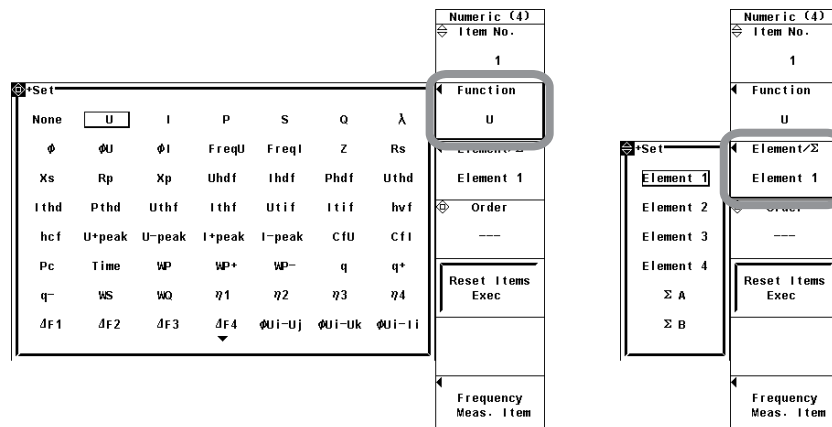 Numeric (4)
Item No.
1
+Set
Function
U
None U I P S Q λ
ϕ ϕU ϕI FreqU FreqI Z Rs
Xs Rp Xp Uhdf Ihdf Phdf Uthd
Ithd Pthd Uthf Ithf Utif Itif hvf
hcf U+peak U-peak I+peak I-peak CfU CfI
Pc Time WP WP+ WP- q q+
q- WS WQ η1 η2 η3 η4
ΔF1 ΔF2 ΔF3 ΔF4 ϕUi-Uj ϕUi-Uk ϕUi-Ii
Element/Σ
Element 1
Order
---
Reset Items
Exec
Frequency
Meas. Item
Numeric (4)
Item No.
1
Function
U
+Set
Element 1
Element 2
Element 3
Element 4
Σ A
Σ B
Element/Σ
Element 1
Order
---
Reset Items
Exec
Frequency
Meas. Item